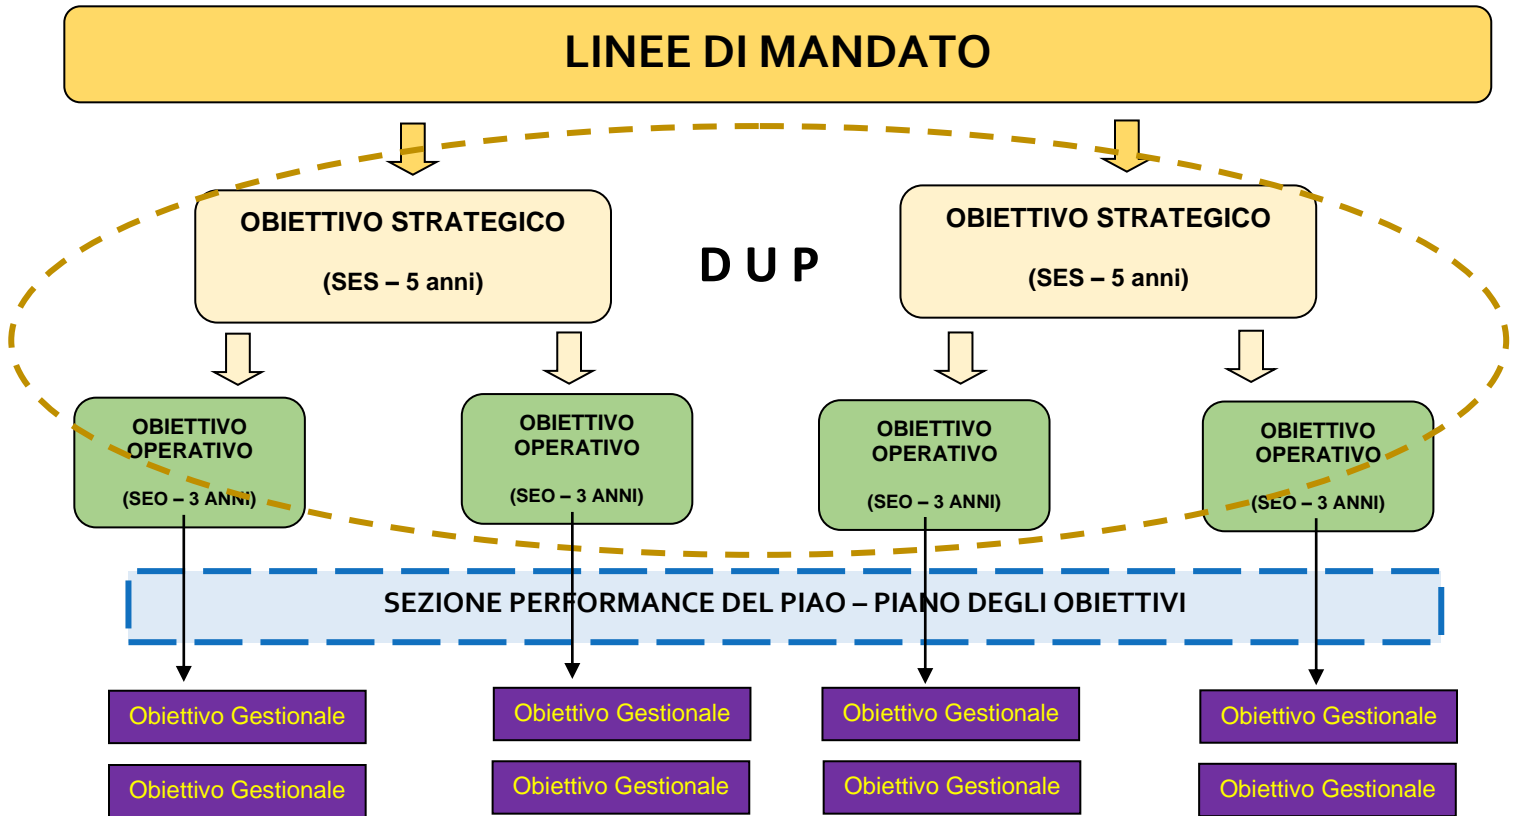 LINEE DI MANDATO
OBIETTIVO STRATEGICO
(SES – 5 anni)
D U P
OBIETTIVO STRATEGICO
(SES – 5 anni)
OBIETTIVO
OPERATIVO
(SEO – 3 ANNI)
OBIETTIVO
OPERATIVO
(SEO – 3 ANNI)
OBIETTIVO
OPERATIVO
(SEO – 3 ANNI)
OBIETTIVO
OPERATIVO
(SEO – 3 ANNI)
SEZIONE PERFORMANCE DEL PIAO – PIANO DEGLI OBIETTIVI
Obiettivo Gestionale
Obiettivo Gestionale
Obiettivo Gestionale
Obiettivo Gestionale
Obiettivo Gestionale
Obiettivo Gestionale
Obiettivo Gestionale
Obiettivo Gestionale